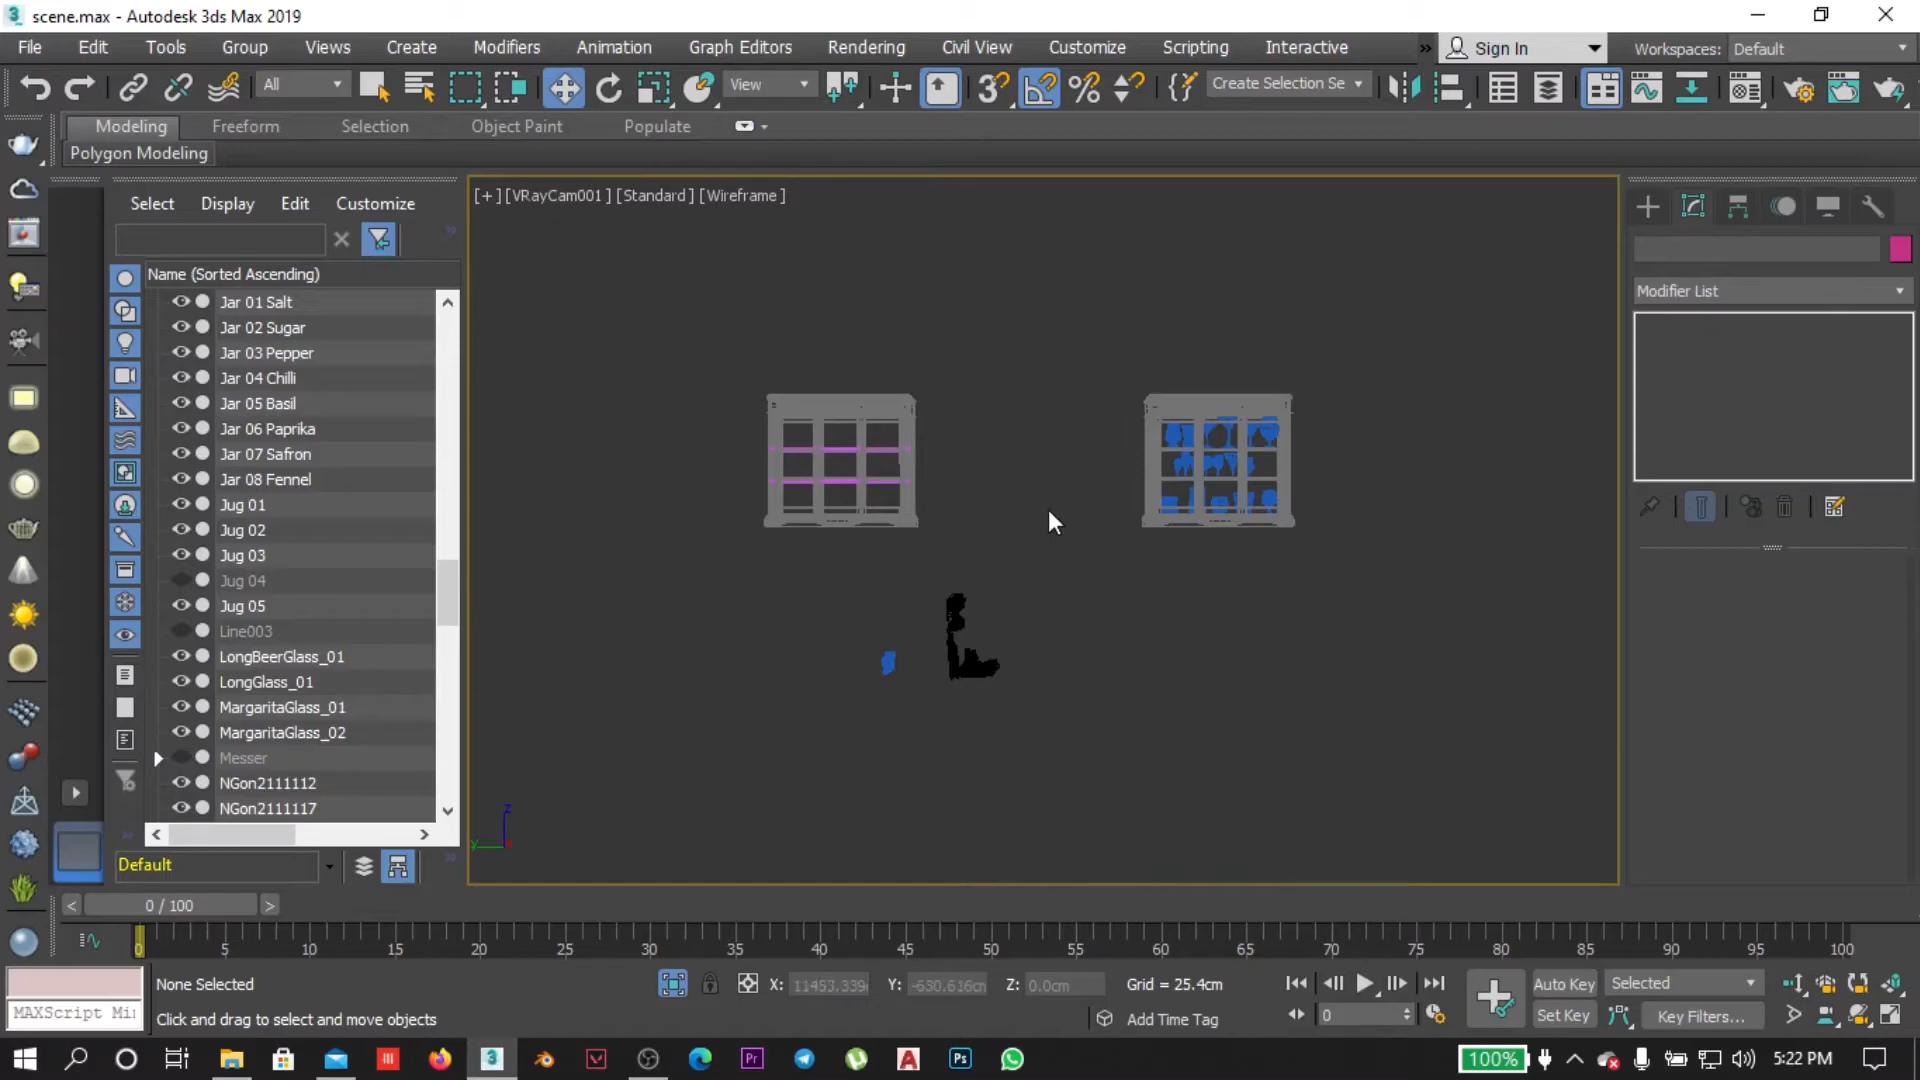 scene.max - Autodesk 3ds Max 2019
File Edit Tools Group Views Create Modifiers Animation Graph Editors Rendering Civil View Customize Scripting Interactive
Sign In
Workspaces: Default
All
View
Create Selection Se
Modeling Freeform Selection Object Paint Populate
Polygon Modeling
Select Display Edit Customize
[+] [VRayCam001 ] [Standard ] [Wireframe ]
Name (Sorted Ascending)
Jar 01 Salt
Jar 02 Sugar
Jar 03 Pepper
Jar 04 Chilli
Jar 05 Basil
Jar 06 Paprika
Jar 07 Safron
Jar 08 Fennel
Jug 01
Jug 02
Jug 03
Jug 04
Jug 05
Line003
LongBeerGlass_01
LongGlass_01
MargaritaGlass_01
MargaritaGlass_02
Messer
NGon2111112
NGon2111117
Default
Modifier List
z
y
0 / 100
0 5 10 15 20 25 30 35 40 45 50 55 60 65 70 75 80 85 90 95 100
None Selected
X: 11453.339 Y: -630.616cm Z: 0.0cm
Grid = 25.4cm
Auto Key Selected
MAXScript Mi
Click and drag to select and move objects
Add Time Tag
0
Set Key Key Filters...
100%
5:22 PM